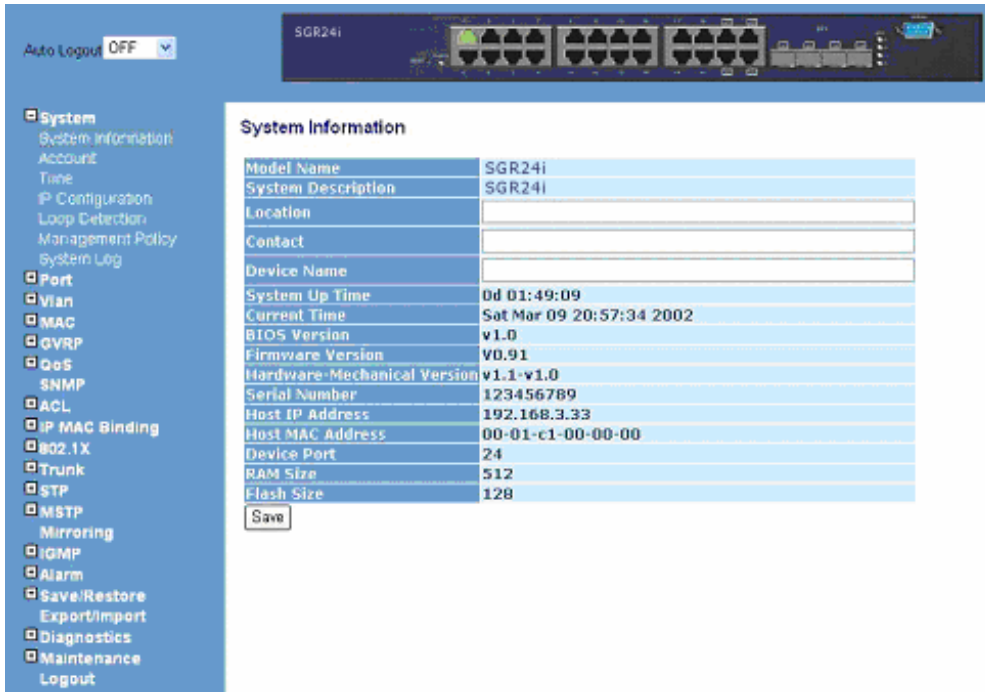 Auto Logout OFF
SGR24i
System
System Information
Account
Time
IP Configuration
Loop Detection
Management Policy
System Log
Port
Vlan
MAC
GVRP
QoS
SNMP
ACL
IP MAC Binding
802.1X
Trunk
STP
MSTP
Mirroring
IGMP
Alarm
Save/Restore
Export/Import
Diagnostics
Maintenance
Logout
System Information
Model Name SGR24i
System Description SGR24i
Location
Contact
Device Name
System Up Time 0d 01:49:09
Current Time Sat Mar 09 20:57:34 2002
BIOS Version v1.0
Firmware Version V0.91
Hardware-Mechanical Version v1.1-v1.0
Serial Number 123456789
Host IP Address 192.168.3.33
Host MAC Address 00-01-c1-00-00-00
Device Port 24
RAM Size 512
Flash Size 128
Save